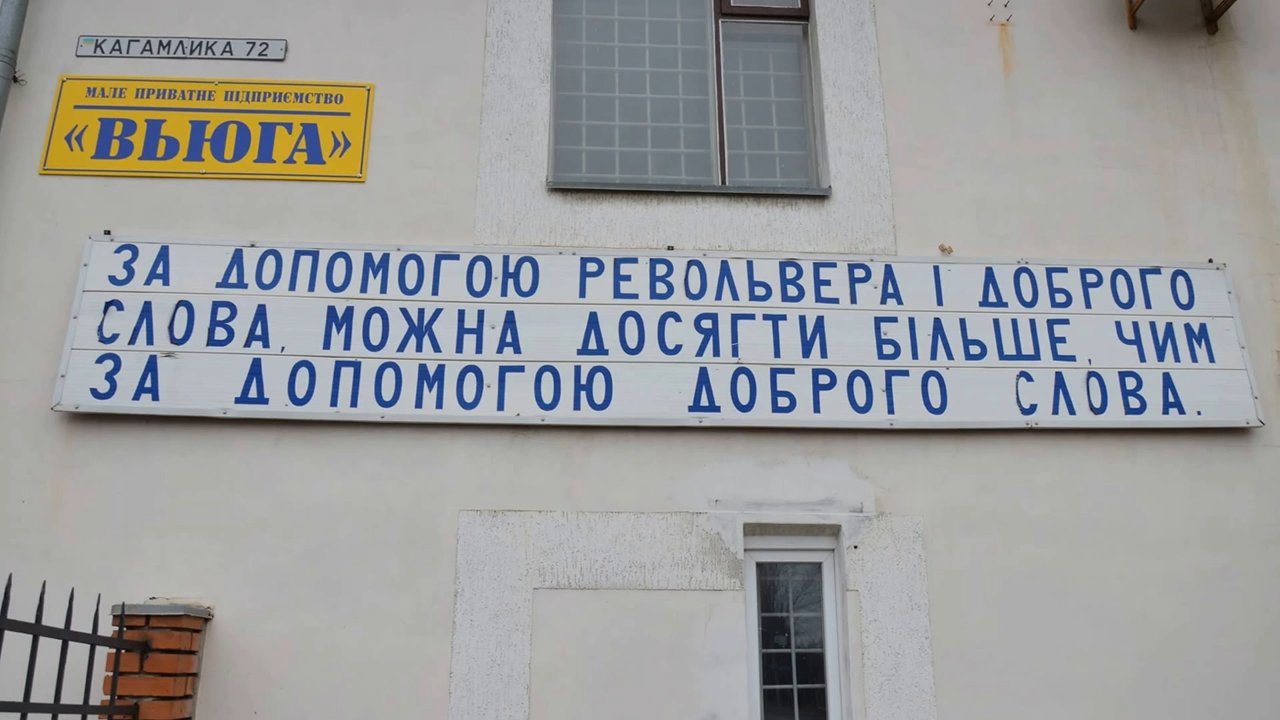 КАГАМЛИКА 72
МАЛЕ ПРИВАТНЕ ПІДПРИЄМСТВО
«ВЬЮГА»
ЗА ДОПОМОГОЮ РЕВОЛЬВЕРА І ДОБРОГО
СЛОВА, МОЖНА ДОСЯГТИ БІЛЬШЕ, ЧИМ
ЗА ДОПОМОГОЮ ДОБРОГО СЛОВА.